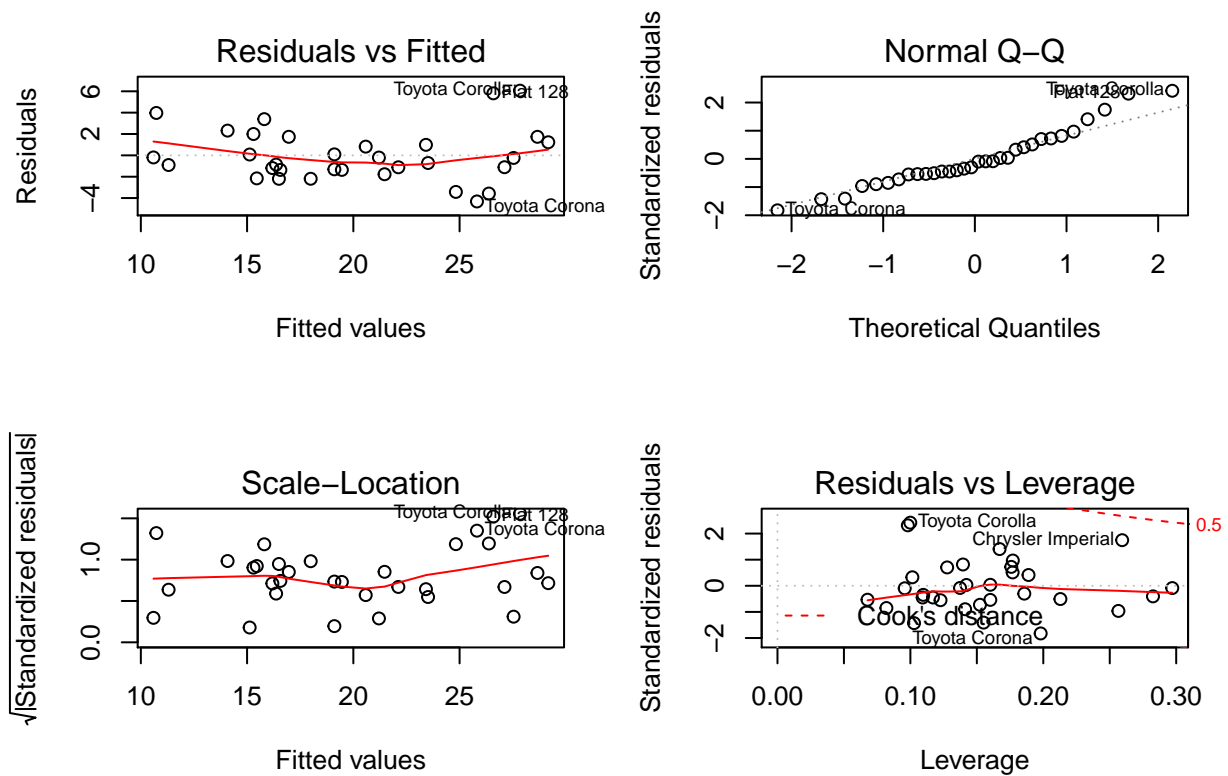 Residuals vs Fitted
Residuals
−4
2
6
Toyota Corolla
Fiat 128
Toyota Corona
10
15
20
25
Fitted values
Normal Q−Q
Standardized residuals
−2
0
2
Toyota Corolla
Fiat 128
Toyota Corona
−2
−1
0
1
2
Theoretical Quantiles
Scale−Location
√|Standardized residuals|
0.0
1.0
Toyota Corolla
Fiat 128
Toyota Corona
10
15
20
25
Fitted values
Residuals vs Leverage
Standardized residuals
−2
0
2
Toyota Corolla
Chrysler Imperial
0.5
Cook's distance
Toyota Corona
0.00
0.10
0.20
0.30
Leverage